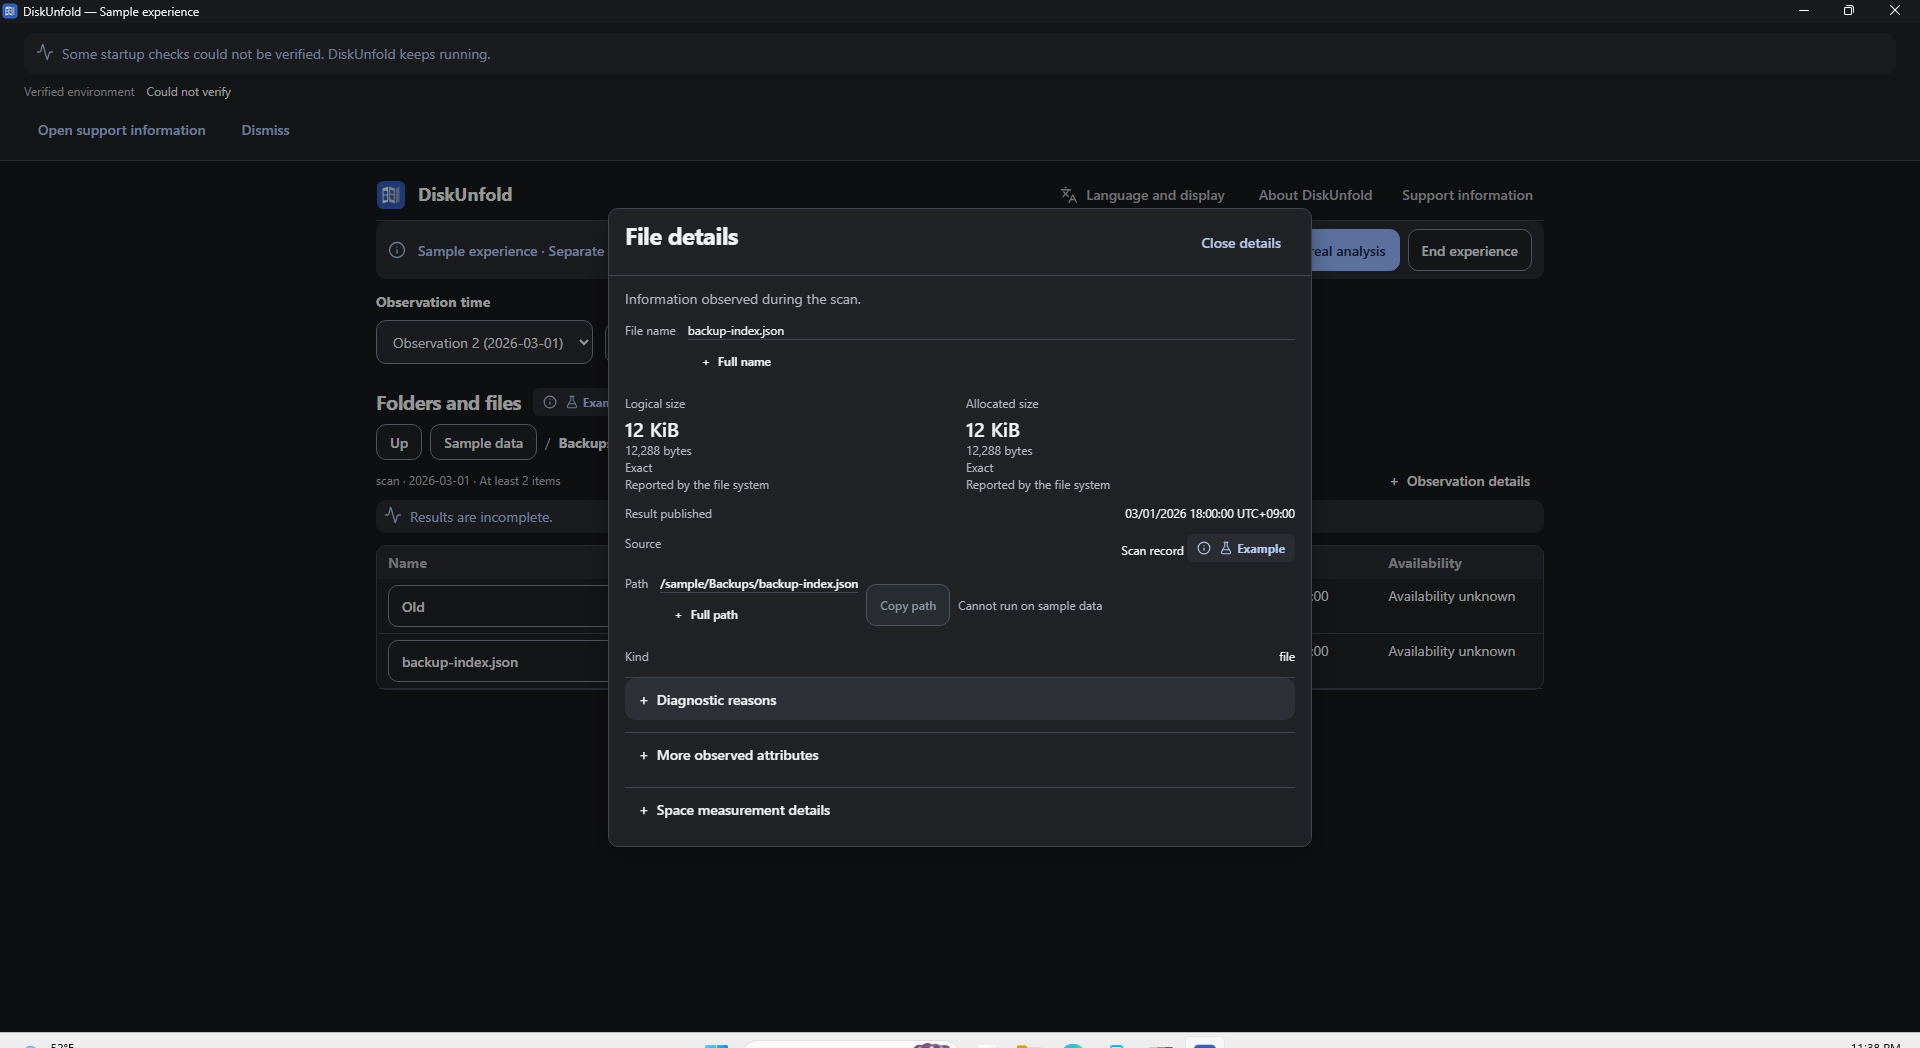 DiskUnfold — Sample experience
Some startup checks could not be verified. DiskUnfold keeps running.
Verified environment Could not verify
Open support information Dismiss
DiskUnfold
Language and display About DiskUnfold Support information
Sample experience · Separate
real analysis End experience
Observation time
Observation 2 (2026-03-01)
Folders and files
Up Sample data / Backups
scan · 2026-03-01 · At least 2 items
+ Observation details
Results are incomplete.
Name Availability
Old :00 Availability unknown
backup-index.json :00 Availability unknown
File details
Close details
Information observed during the scan.
File name backup-index.json
+ Full name
Logical size Allocated size
12 KiB 12 KiB
12,288 bytes 12,288 bytes
Exact Exact
Reported by the file system Reported by the file system
Result published 03/01/2026 18:00:00 UTC+09:00
Source Scan record Example
Path /sample/Backups/backup-index.json
+ Full path
Copy path Cannot run on sample data
Kind file
+ Diagnostic reasons
+ More observed attributes
+ Space measurement details